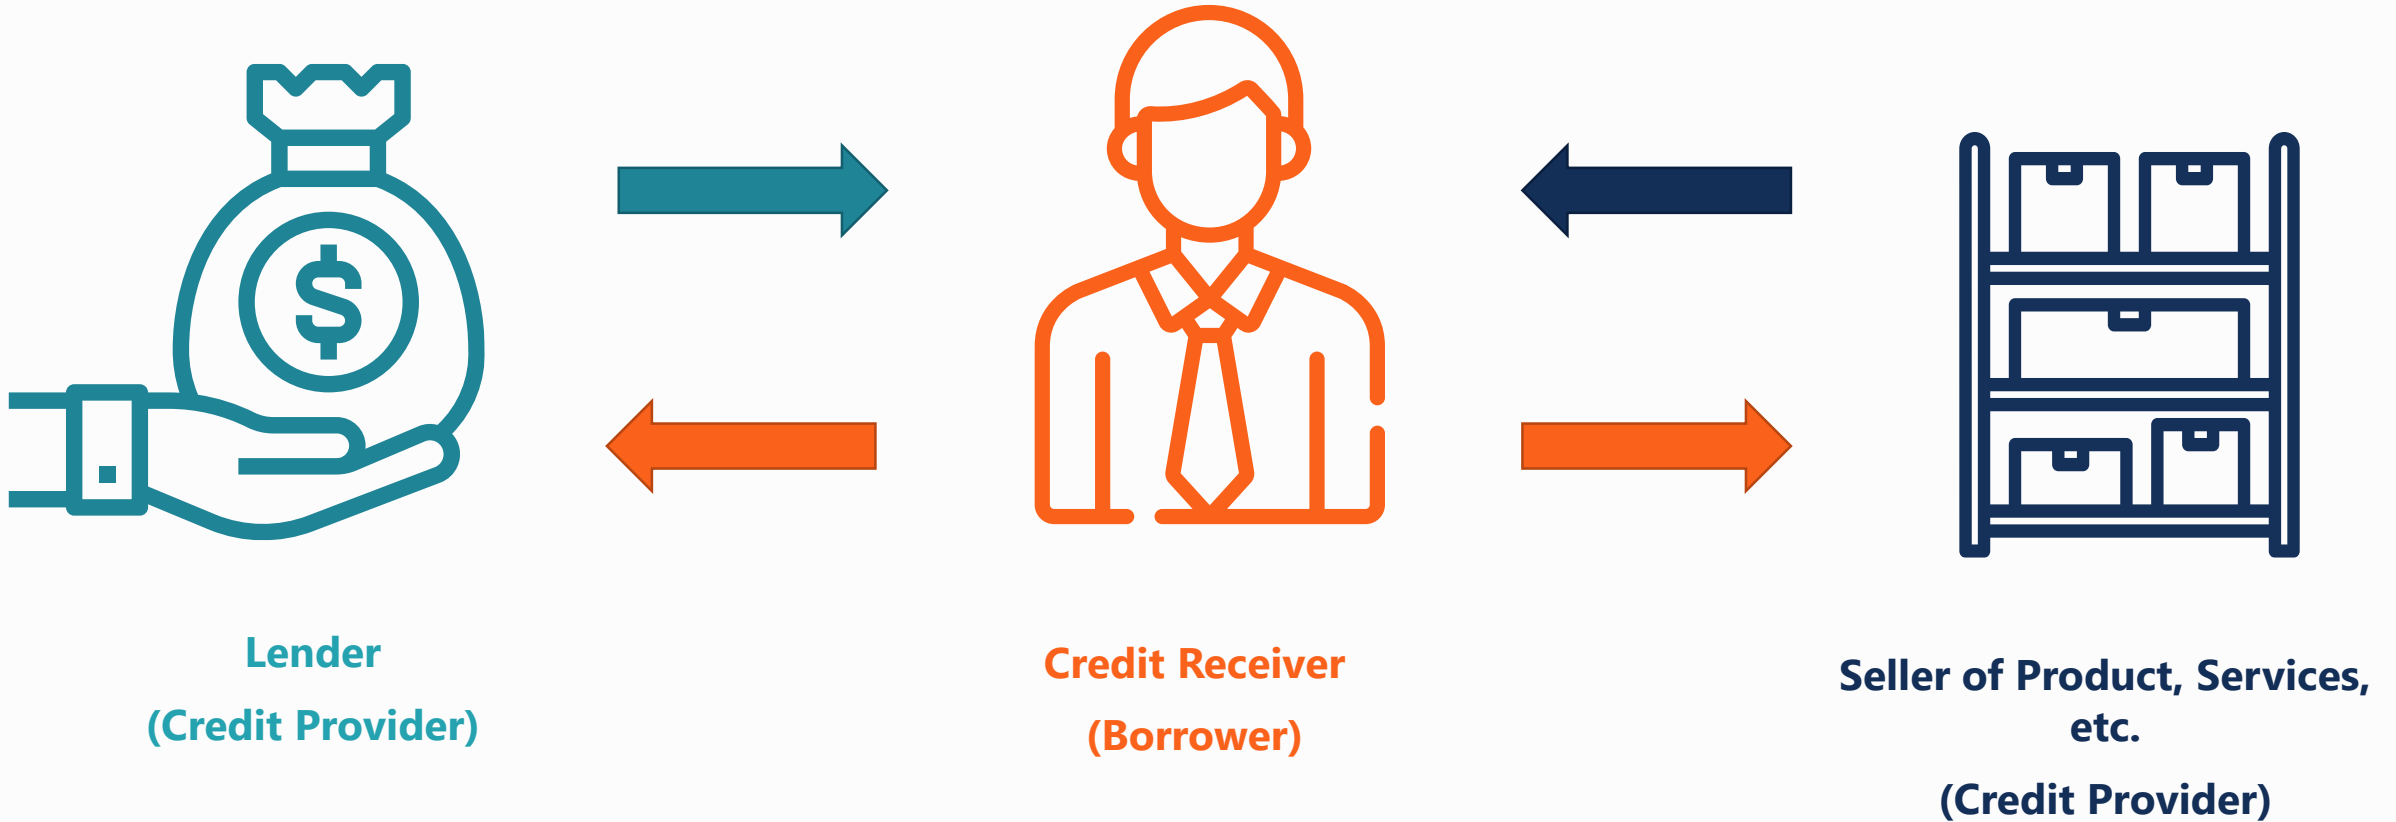 $
Lender
(Credit Provider)
Credit Receiver
(Borrower)
Seller of Product, Services,
etc.
(Credit Provider)